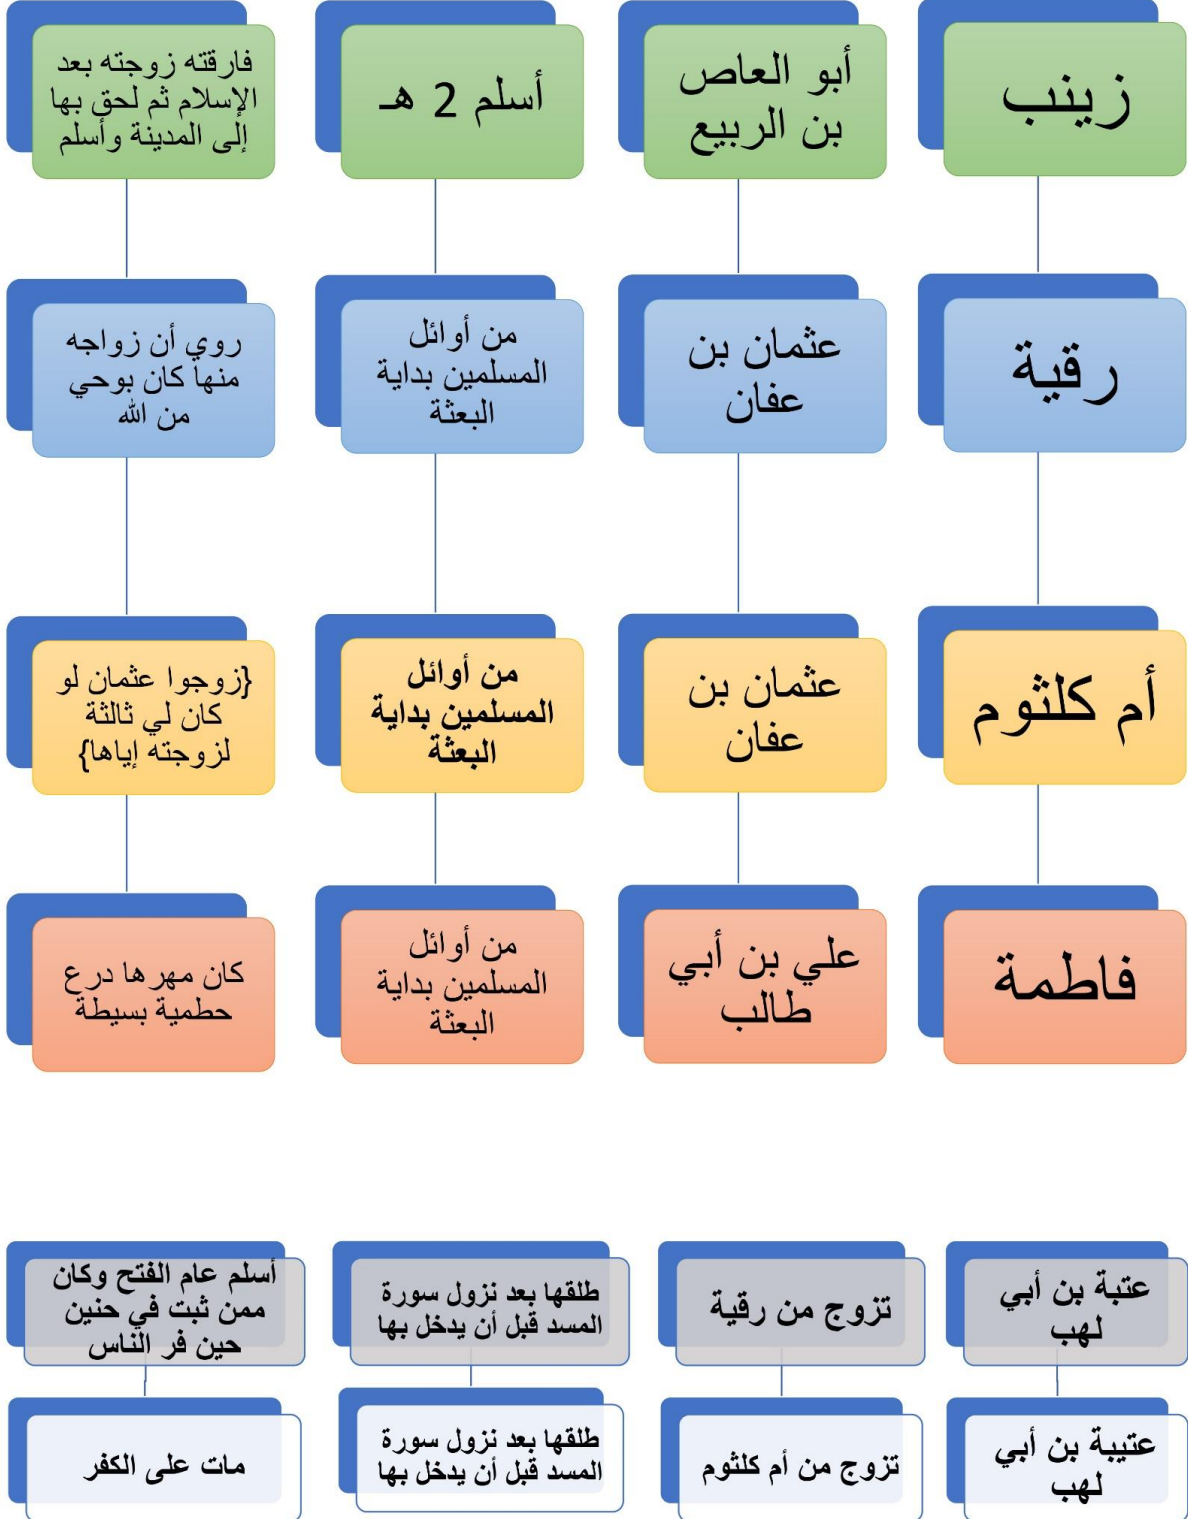 زينب
أبو العاص
بن الربيع
أسلم 2 هـ
فارقته زوجته بعد
الإسلام ثم لحق بها
إلى المدينة وأسلم
رقية
عثمان بن
عفان
من أوائل
المسلمين بداية
البعثة
روي أن زواجه
منها كان بوحي
من الله
أم كلثوم
عثمان بن
عفان
من أوائل
المسلمين بداية
البعثة
{زوجوا عثمان لو
كان لي ثالثة
لزوجته إياها}
فاطمة
علي بن أبي
طالب
من أوائل
المسلمين بداية
البعثة
كان مهرها درع
حطمية بسيطة
عتبة بن أبي
لهب
تزوج من رقية
طلقها بعد نزول سورة
المسد قبل أن يدخل بها
أسلم عام الفتح وكان
ممن ثبت في حنين
حين فر الناس
عتيبة بن أبي
لهب
تزوج من أم كلثوم
طلقها بعد نزول سورة
المسد قبل أن يدخل بها
مات على الكفر